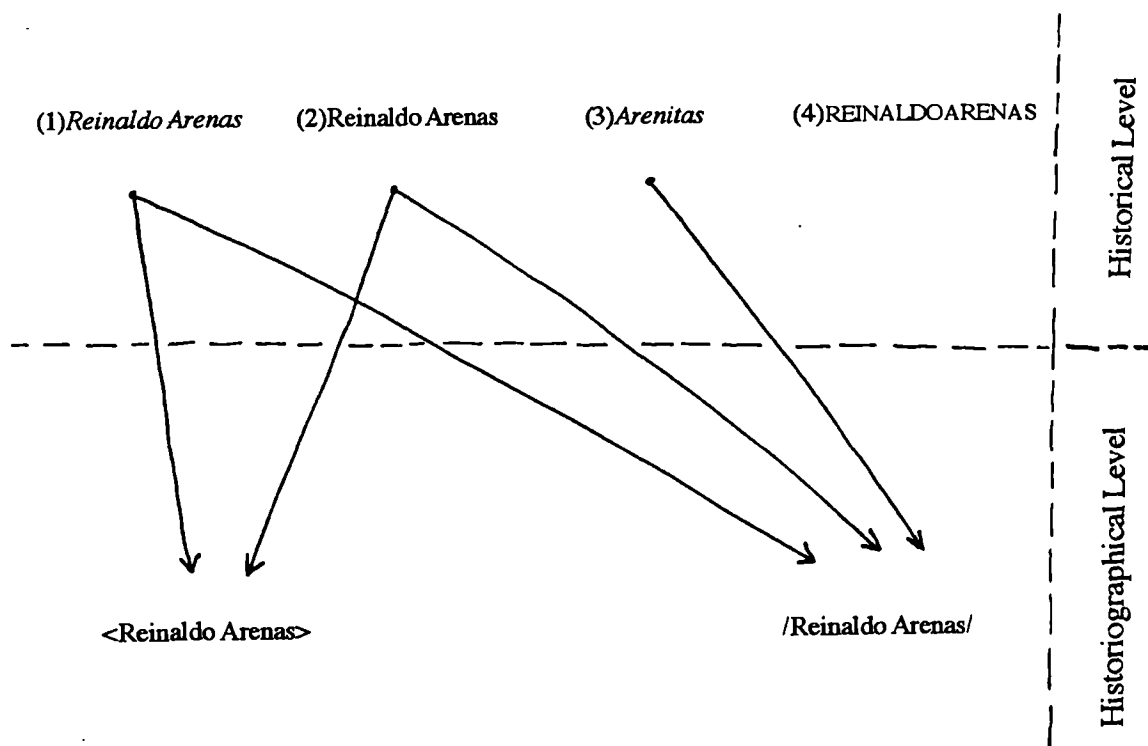 (1)Reinaldo Arenas
(2)Reinaldo Arenas
(3)Arenitas
(4)REINALDOARENAS
Historical Level
<Reinaldo Arenas>
/Reinaldo Arenas/
Historiographical Level